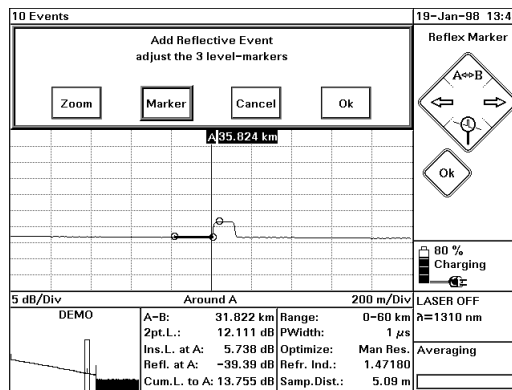 10 Events
19-Jan-98 13:4
Add Reflective Event
adjust the 3 level-markers
Zoom Marker Cancel Ok
Reflex Marker
A⇔B
Ok
A 35.824 km
80 %
Charging
5 dB/Div Around A 200 m/Div
LASER OFF
DEMO
A-B: 31.822 km Range: 0-60 km
λ=1310 nm
2pt.L.: 12.111 dB PWidth: 1 µs
Ins.L. at A: 5.738 dB Optimize: Man Res.
Averaging
Refl. at A: -39.39 dB Refr. Ind.: 1.47180
Cum.L. to A: 13.755 dB Samp.Dist.: 5.09 m